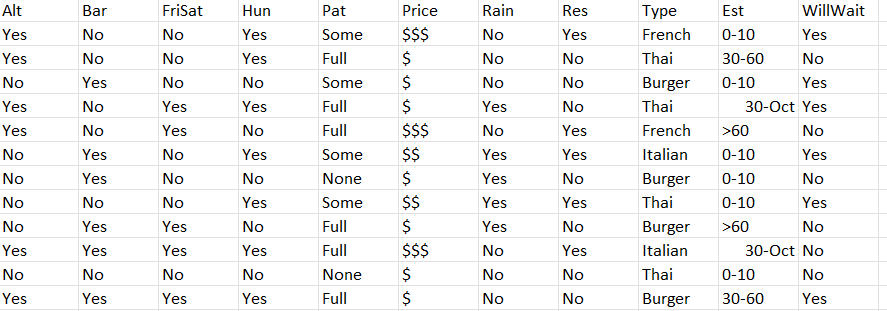 Alt Bar FriSat Hun Pat Price Rain Res Type Est WillWait
Yes No No Yes Some $$$ No Yes French 0-10 Yes
Yes No No Yes Full $ No No Thai 30-60 No
No Yes No No Some $ No No Burger 0-10 Yes
Yes No Yes Yes Full $ Yes No Thai 30-Oct Yes
Yes No Yes No Full $$$ No Yes French >60 No
No Yes No Yes Some $$ Yes Yes Italian 0-10 Yes
No Yes No No None $ Yes No Burger 0-10 No
No No No Yes Some $$ Yes Yes Thai 0-10 Yes
No Yes Yes No Full $ Yes No Burger >60 No
Yes Yes Yes Yes Full $$$ No Yes Italian 30-Oct No
No No No No None $ No No Thai 0-10 No
Yes Yes Yes Yes Full $ No No Burger 30-60 Yes